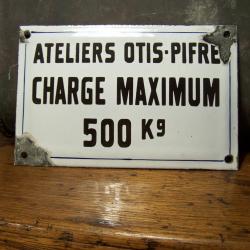 ATELIERS OTIS-PIFRE
CHARGE MAXIMUM
500 Kg